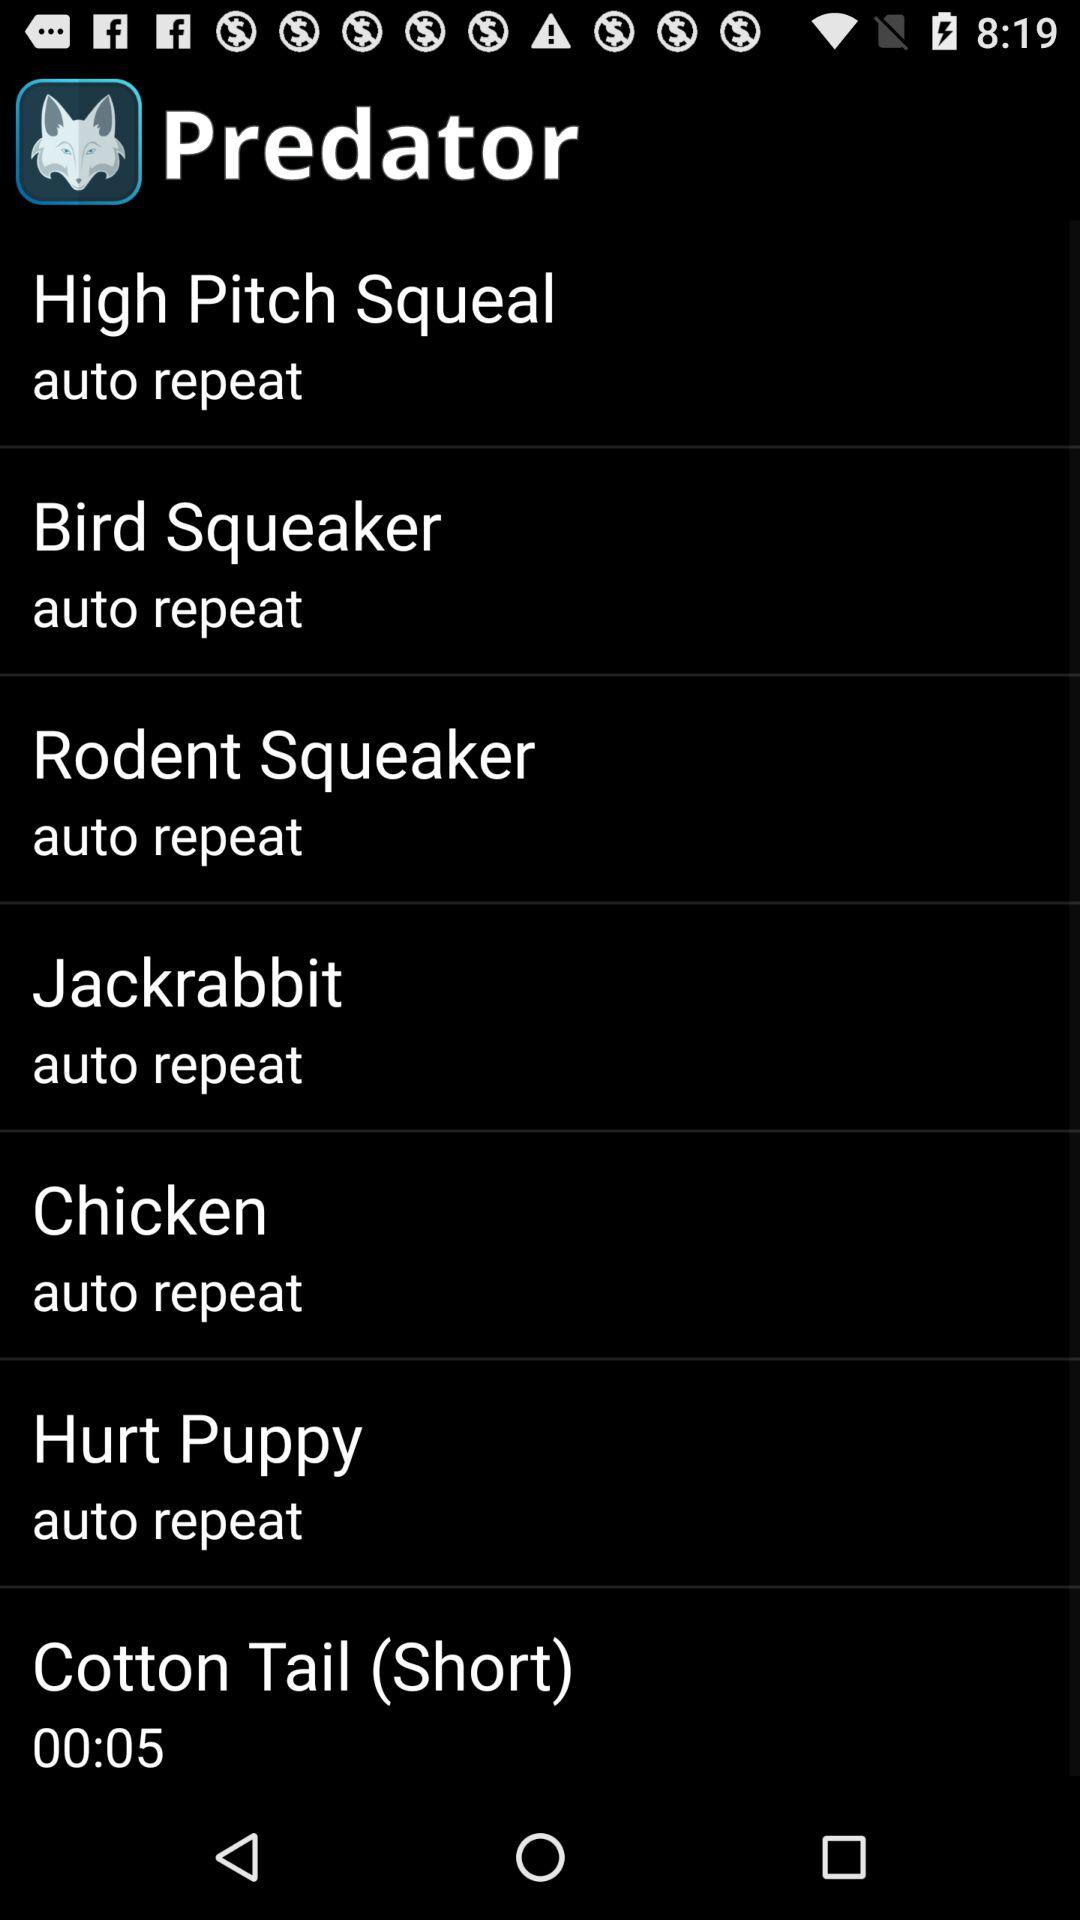 8:19
Predator
High Pitch Squeal
auto repeat
Bird Squeaker
auto repeat
Rodent Squeaker
auto repeat
Jackrabbit
auto repeat
Chicken
auto repeat
Hurt Puppy
auto repeat
Cotton Tail (Short)
00:05